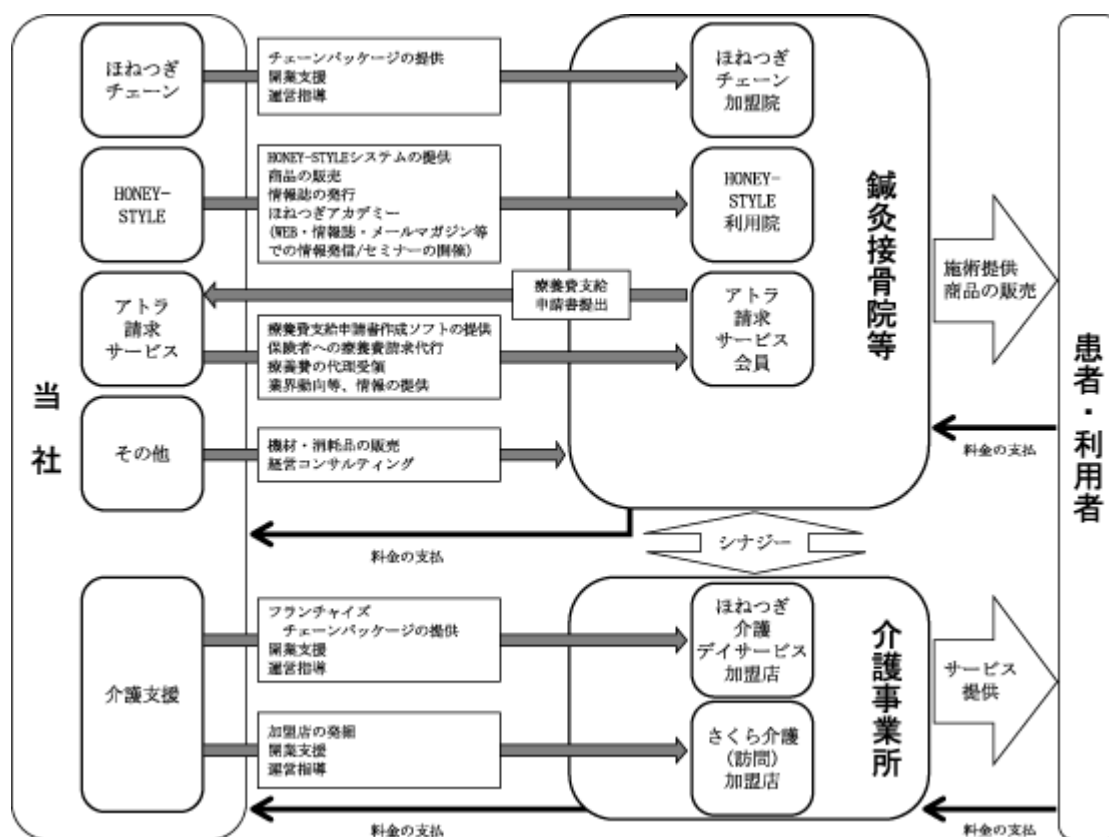 当社
ほねつぎ
チェーン
チェーンパッケージの提供
開業支援
運営指導
ほねつぎ
チェーン
加盟院
HONEY-
STYLE
HONEY-STYLEシステムの提供
商品の販売
情報誌の発行
ほねつぎアカデミー
(WEB・情報誌・メールマガジン等
での情報発信/セミナーの開催)
HONEY-
STYLE
利用院
鍼灸接骨院等
アトラ
請求
サービス
療養費支給
申請書提出
療養費支給申請書作成ソフトの提供
保険者への療養費請求代行
療養費の代理受領
業界動向等、情報の提供
アトラ
請求
サービス
会員
施術提供
商品の販売
患者・利用者
その他
機材・消耗品の販売
経営コンサルティング
料金の支払
料金の支払
シナジー
介護支援
フランチャイズ
チェーンパッケージの提供
開業支援
運営指導
ほねつぎ
介護
デイサービス
加盟店
介護事業所
サービス
提供
加盟店の発掘
開業支援
運営指導
さくら介護
(訪問)
加盟店
料金の支払
料金の支払